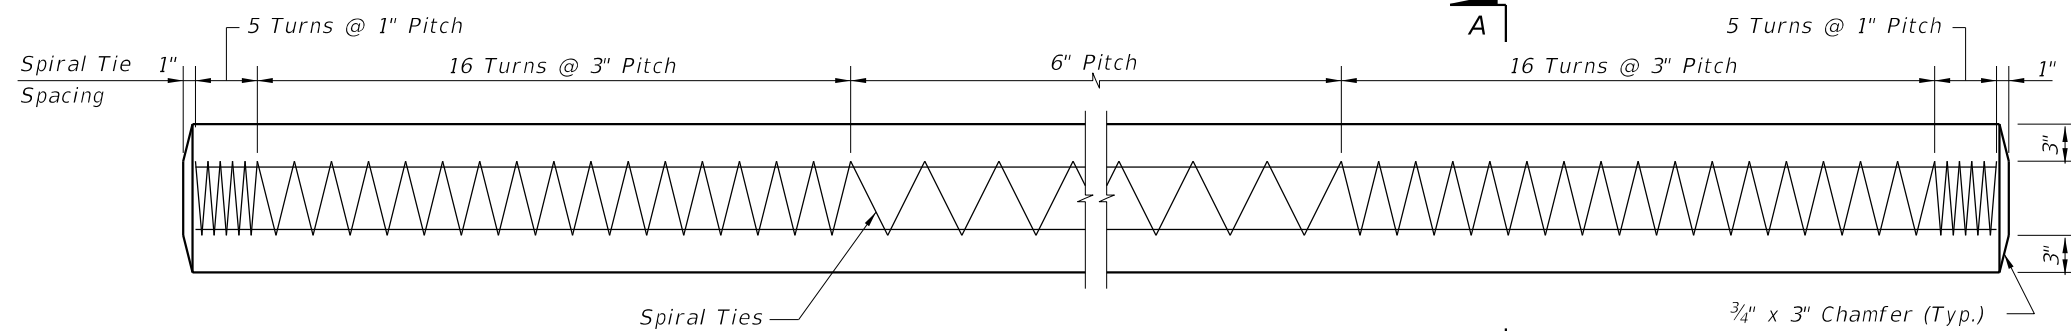 5 Turns @ 1" Pitch
A
5 Turns @ 1" Pitch
Spiral Tie
1"
16 Turns @ 3" Pitch
6" Pitch
16 Turns @ 3" Pitch
1"
Spacing
3"
3"
Spiral Ties
¾" x 3" Chamfer (Typ.)